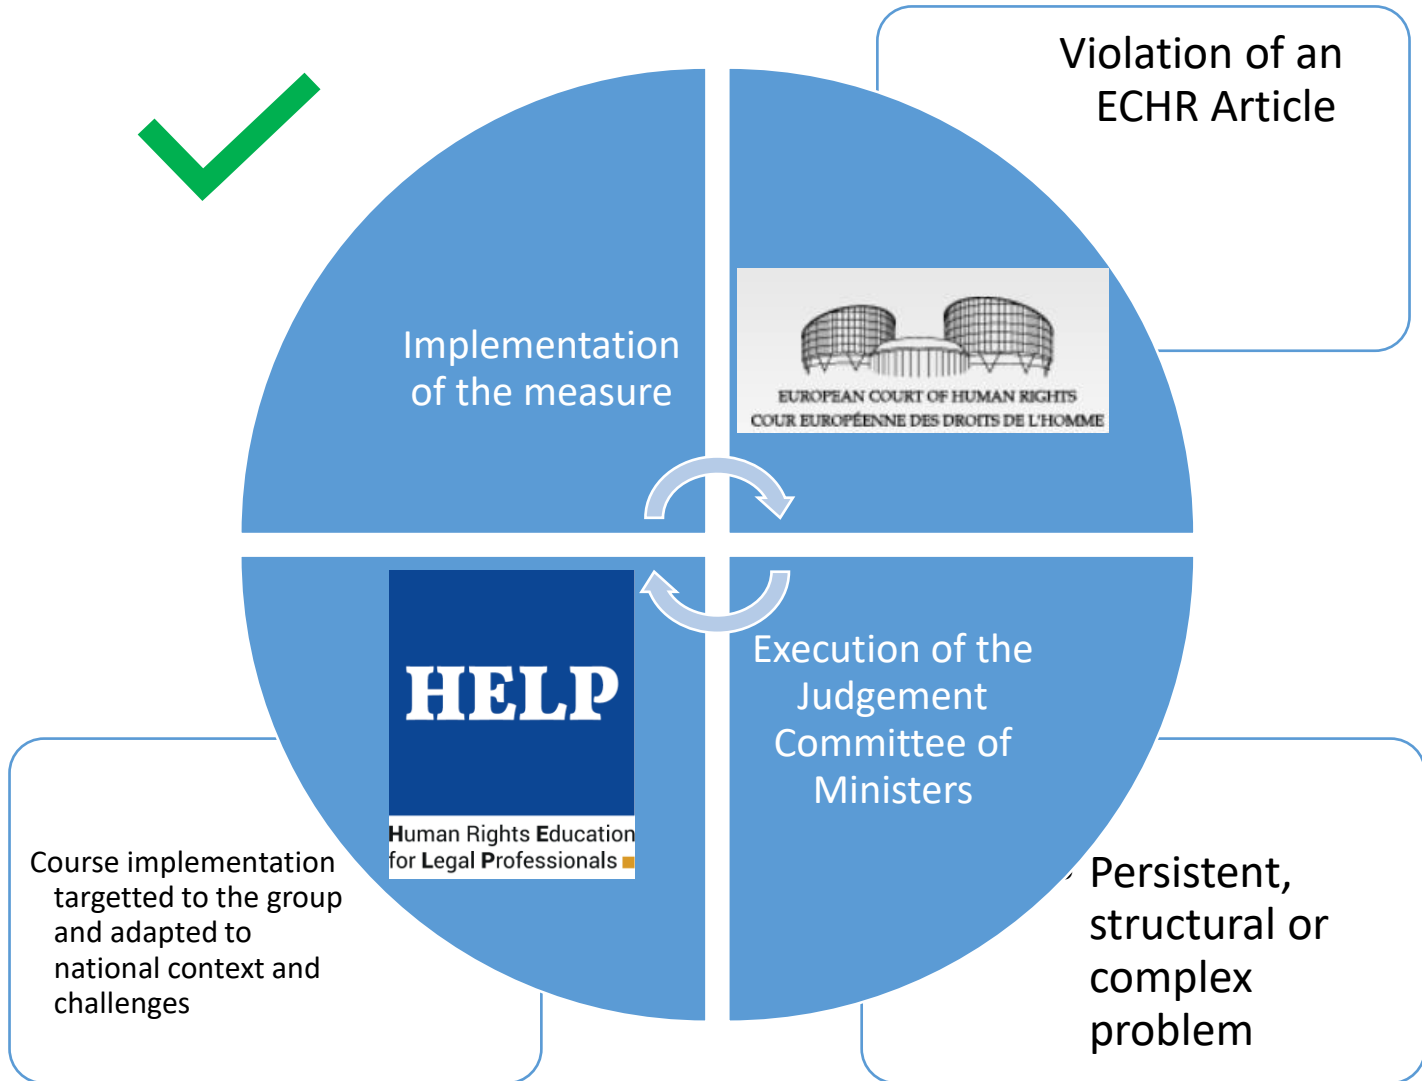 Violation of an
ECHR Article
Implementation
of the measure
EUROPEAN COURT OF HUMAN RIGHTS
COUR EUROPÉENNE DES DROITS DE L'HOMME
HELP
Human Rights Education
for Legal Professionals
Execution of the
Judgement
Committee of
Ministers
Course implementation
targetted to the group
and adapted to
national context and
challenges
Persistent,
structural or
complex
problem